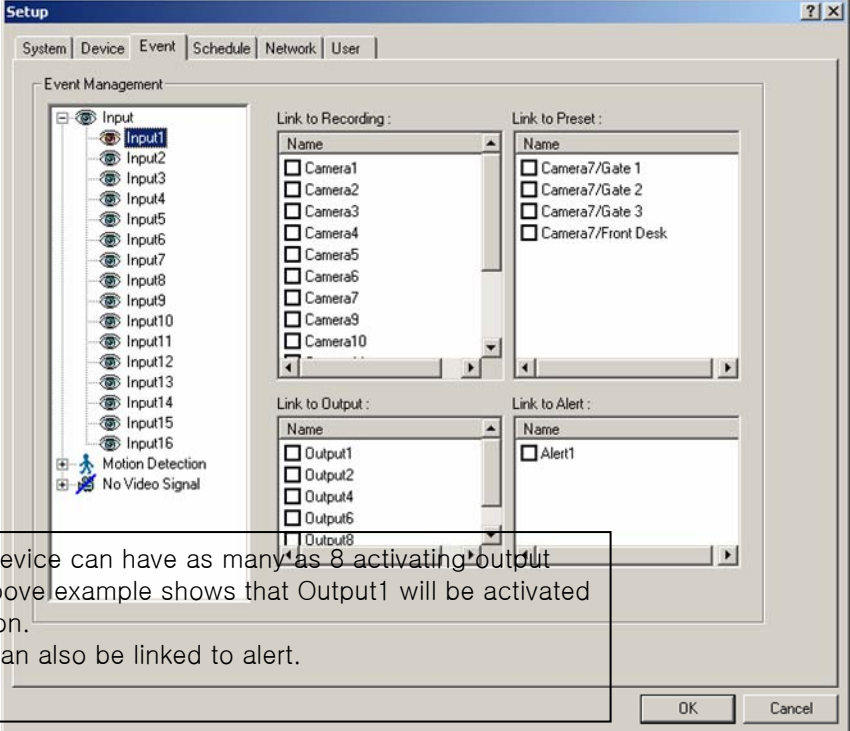 Setup
System Device Event Schedule Network User
Event Management
Input
Input1
Input2
Input3
Input4
Input5
Input6
Input7
Input8
Input9
Input10
Input11
Input12
Input13
Input14
Input15
Input16
Motion Detection
No Video Signal
Link to Recording :
Name
Camera1
Camera2
Camera3
Camera4
Camera5
Camera6
Camera7
Camera9
Camera10
Link to Preset :
Name
Camera7/Gate 1
Camera7/Gate 2
Camera7/Gate 3
Camera7/Front Desk
Link to Output :
Name
Output1
Output2
Output4
Output6
Output8
Link to Alert :
Name
Alert1
evice can have as many as 8 activating output
ove example shows that Output1 will be activated
on.
an also be linked to alert.
OK Cancel